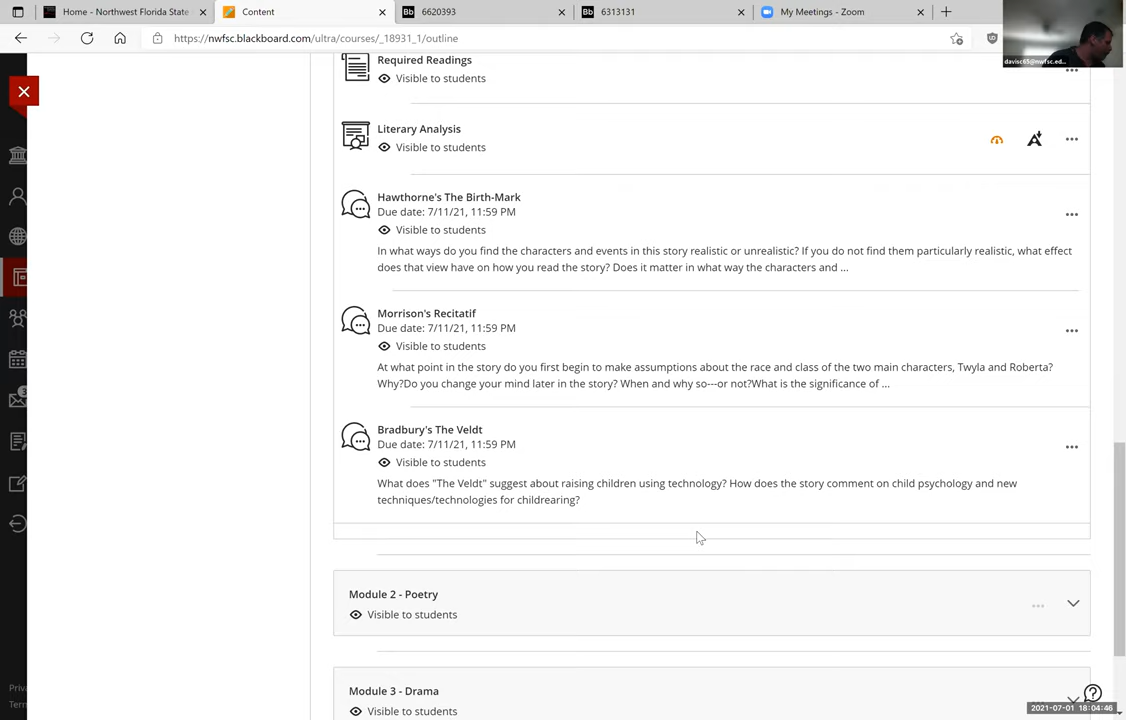 Home - Northwest Florida State
Content
Bb 6620393
Bb 6313131
My Meetings - Zoom
https://nwfsc.blackboard.com/ultra/courses/_18931_1/outline
davisc65@nwfsc.ed...
Required Readings
Visible to students
Literary Analysis
Visible to students
Hawthorne's The Birth-Mark
Due date: 7/11/21, 11:59 PM
Visible to students
In what ways do you find the characters and events in this story realistic or unrealistic? If you do not find them particularly realistic, what effect
does that view have on how you read the story? Does it matter in what way the characters and ...
Morrison's Recitatif
Due date: 7/11/21, 11:59 PM
Visible to students
At what point in the story do you first begin to make assumptions about the race and class of the two main characters, Twyla and Roberta?
Why?Do you change your mind later in the story? When and why so---or not?What is the significance of ...
Bradbury's The Veldt
Due date: 7/11/21, 11:59 PM
Visible to students
What does "The Veldt" suggest about raising children using technology? How does the story comment on child psychology and new
techniques/technologies for childrearing?
Module 2 - Poetry
Visible to students
Module 3 - Drama
Visible to students
Priva
Term
2021-07-01 18:04:46